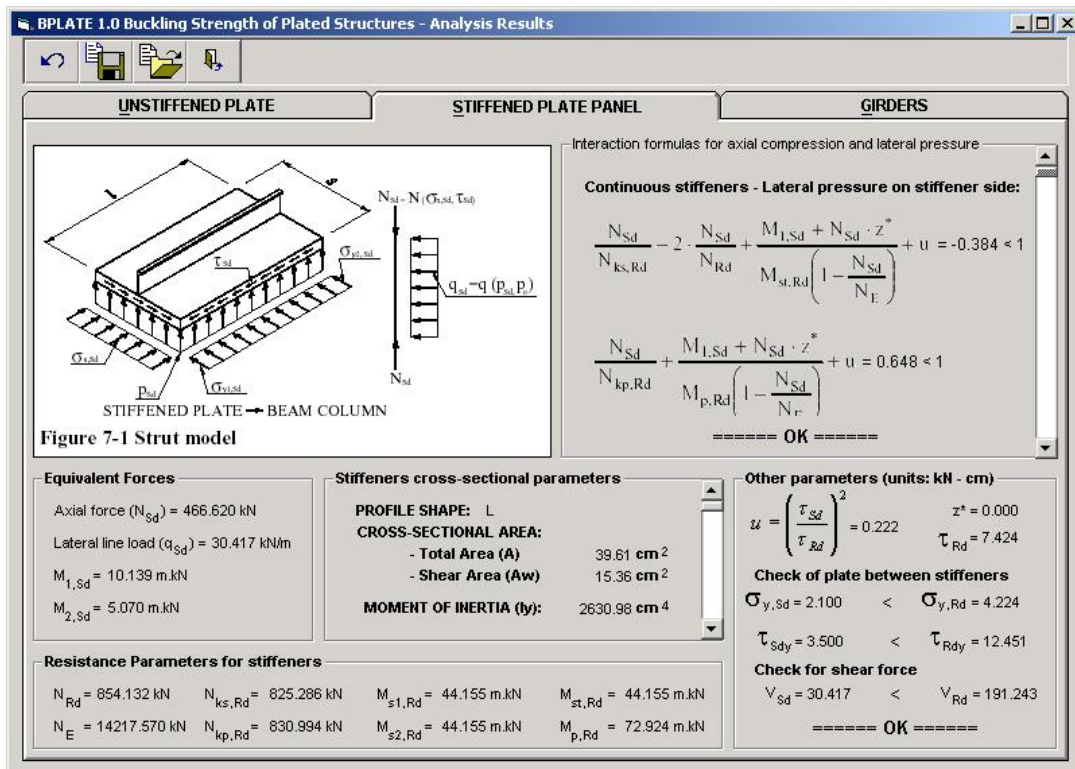 BPLATE 1.0 Buckling Strength of Plated Structures - Analysis Results
UNSTIFFENED PLATE
STIFFENED PLATE PANEL
GIRDERS
l
s
N_Sd = N (σ_x,Sd, τ_Sd)
τ_Sd
σ_y2,Sd
q_Sd = q (p_Sd, p_o)
σ_x,Sd
p_Sd
σ_y1,Sd
N_Sd
STIFFENED PLATE → BEAM COLUMN
Figure 7-1 Strut model
Interaction formulas for axial compression and lateral pressure
Continuous stiffeners - Lateral pressure on stiffener side:
N_Sd / N_ks,Rd - 2 · N_Sd / N_Rd + (M_1,Sd + N_Sd · z*) / (M_st,Rd (1 - N_Sd / N_E)) + u = -0.384 < 1
N_Sd / N_kp,Rd + (M_1,Sd + N_Sd · z*) / (M_p,Rd (1 - N_Sd / N_E)) + u = 0.648 < 1
====== OK ======
Equivalent Forces
Axial force (N_Sd) = 466.620 kN
Lateral line load (q_Sd) = 30.417 kN/m
M_1,Sd = 10.139 m.kN
M_2,Sd = 5.070 m.kN
Stiffeners cross-sectional parameters
PROFILE SHAPE: L
CROSS-SECTIONAL AREA:
- Total Area (A) 39.61 cm²
- Shear Area (Aw) 15.36 cm²
MOMENT OF INERTIA (Iy): 2630.98 cm⁴
Other parameters (units: kN - cm)
u = (τ_Sd / τ_Rd)² = 0.222
z* = 0.000
τ_Rd = 7.424
Check of plate between stiffeners
σ_y,Sd = 2.100 < σ_y,Rd = 4.224
τ_Sdy = 3.500 < τ_Rdy = 12.451
Check for shear force
V_Sd = 30.417 < V_Rd = 191.243
====== OK ======
Resistance Parameters for stiffeners
N_Rd = 854.132 kN N_ks,Rd = 825.286 kN M_s1,Rd = 44.155 m.kN M_st,Rd = 44.155 m.kN
N_E = 14217.570 kN N_kp,Rd = 830.994 kN M_s2,Rd = 44.155 m.kN M_p,Rd = 72.924 m.kN